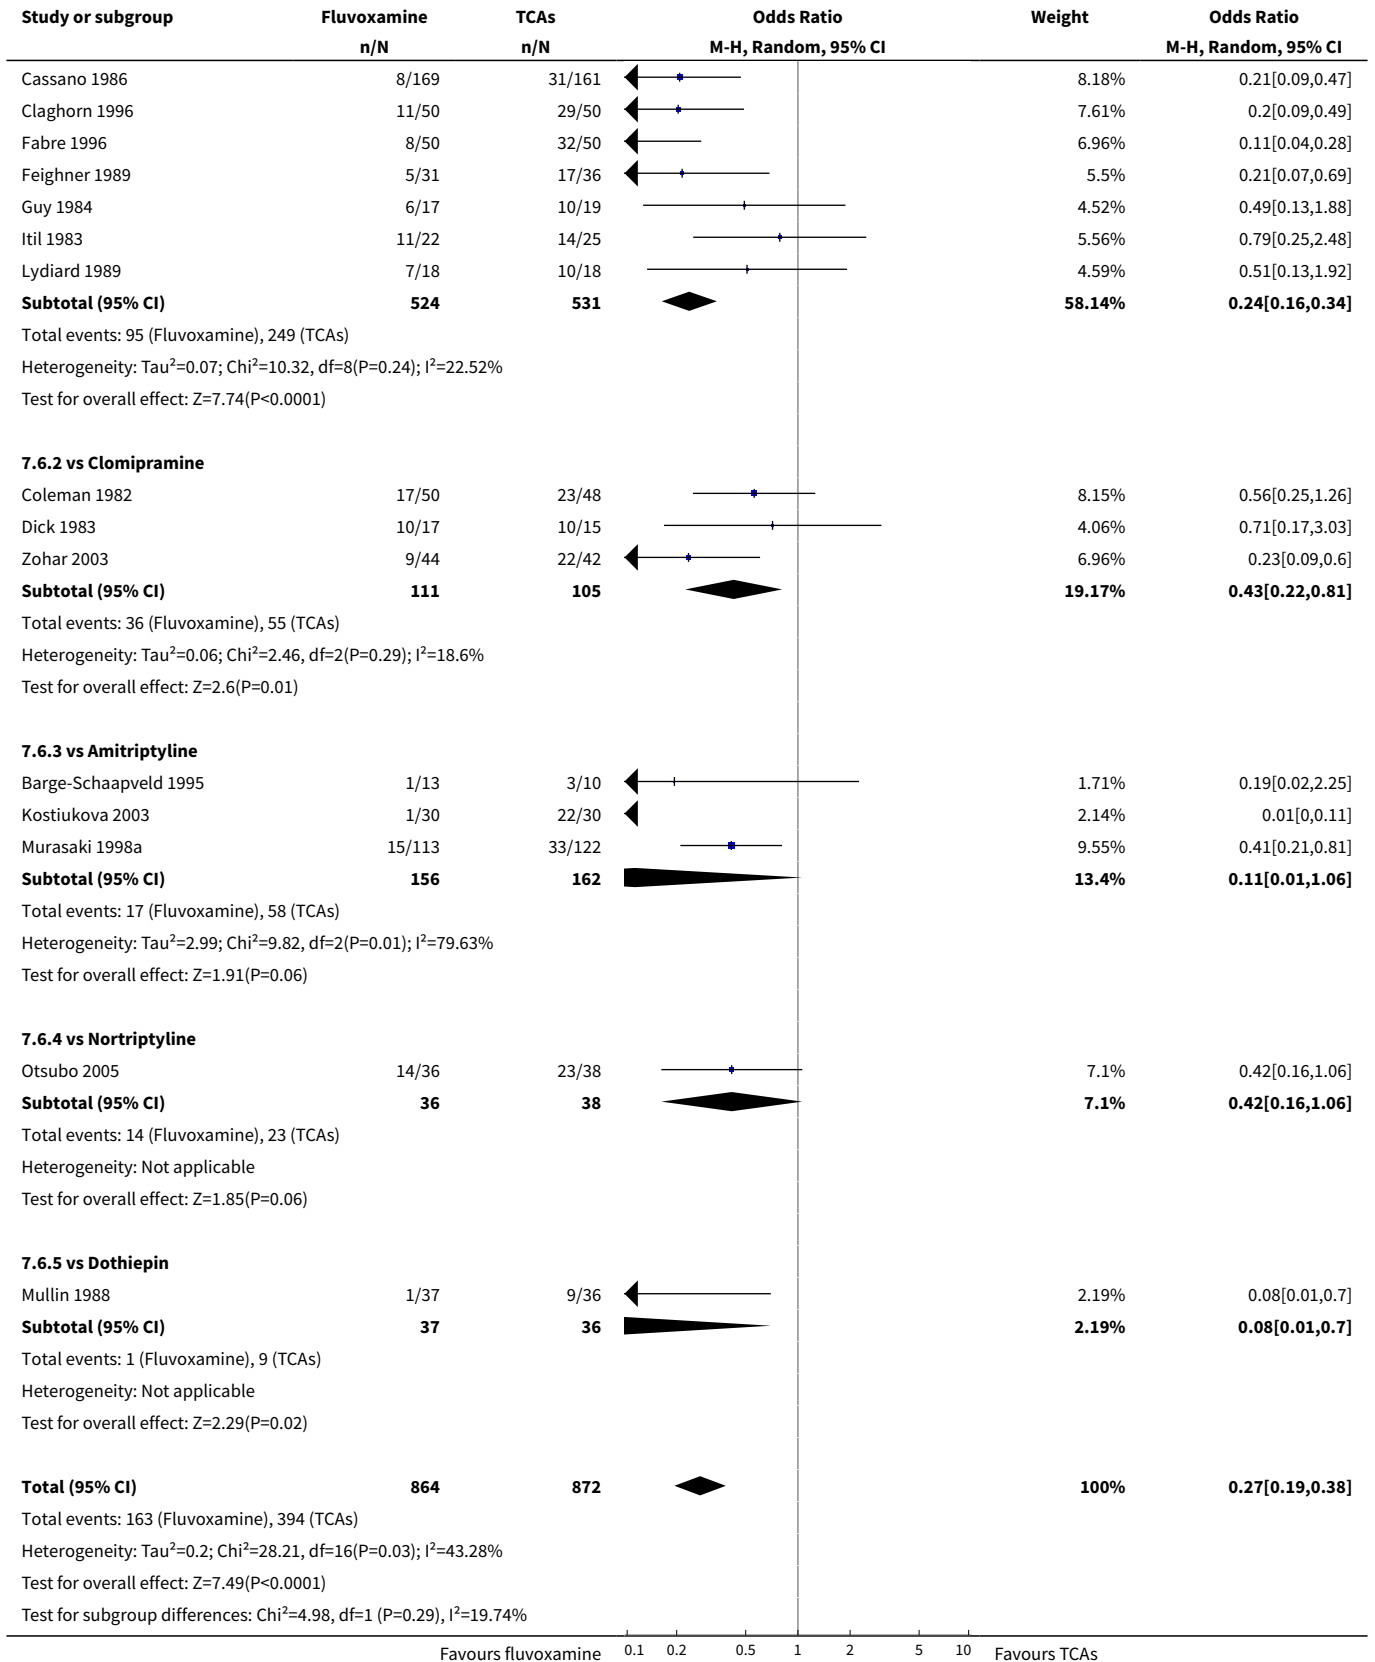 Study or subgroup Fluvoxamine TCAs Odds Ratio Weight Odds Ratio
n/N n/N M-H, Random, 95% CI M-H, Random, 95% CI
Cassano 1986 8/169 31/161 8.18% 0.21[0.09,0.47]
Claghorn 1996 11/50 29/50 7.61% 0.2[0.09,0.49]
Fabre 1996 8/50 32/50 6.96% 0.11[0.04,0.28]
Feighner 1989 5/31 17/36 5.5% 0.21[0.07,0.69]
Guy 1984 6/17 10/19 4.52% 0.49[0.13,1.88]
Itil 1983 11/22 14/25 5.56% 0.79[0.25,2.48]
Lydiard 1989 7/18 10/18 4.59% 0.51[0.13,1.92]
Subtotal (95% CI) 524 531 58.14% 0.24[0.16,0.34]
Total events: 95 (Fluvoxamine), 249 (TCAs)
Heterogeneity: Tau²=0.07; Chi²=10.32, df=8(P=0.24); I²=22.52%
Test for overall effect: Z=7.74(P<0.0001)
7.6.2 vs Clomipramine
Coleman 1982 17/50 23/48 8.15% 0.56[0.25,1.26]
Dick 1983 10/17 10/15 4.06% 0.71[0.17,3.03]
Zohar 2003 9/44 22/42 6.96% 0.23[0.09,0.6]
Subtotal (95% CI) 111 105 19.17% 0.43[0.22,0.81]
Total events: 36 (Fluvoxamine), 55 (TCAs)
Heterogeneity: Tau²=0.06; Chi²=2.46, df=2(P=0.29); I²=18.6%
Test for overall effect: Z=2.6(P=0.01)
7.6.3 vs Amitriptyline
Barge-Schaapveld 1995 1/13 3/10 1.71% 0.19[0.02,2.25]
Kostiukova 2003 1/30 22/30 2.14% 0.01[0,0.11]
Murasaki 1998a 15/113 33/122 9.55% 0.41[0.21,0.81]
Subtotal (95% CI) 156 162 13.4% 0.11[0.01,1.06]
Total events: 17 (Fluvoxamine), 58 (TCAs)
Heterogeneity: Tau²=2.99; Chi²=9.82, df=2(P=0.01); I²=79.63%
Test for overall effect: Z=1.91(P=0.06)
7.6.4 vs Nortriptyline
Otsubo 2005 14/36 23/38 7.1% 0.42[0.16,1.06]
Subtotal (95% CI) 36 38 7.1% 0.42[0.16,1.06]
Total events: 14 (Fluvoxamine), 23 (TCAs)
Heterogeneity: Not applicable
Test for overall effect: Z=1.85(P=0.06)
7.6.5 vs Dothiepin
Mullin 1988 1/37 9/36 2.19% 0.08[0.01,0.7]
Subtotal (95% CI) 37 36 2.19% 0.08[0.01,0.7]
Total events: 1 (Fluvoxamine), 9 (TCAs)
Heterogeneity: Not applicable
Test for overall effect: Z=2.29(P=0.02)
Total (95% CI) 864 872 100% 0.27[0.19,0.38]
Total events: 163 (Fluvoxamine), 394 (TCAs)
Heterogeneity: Tau²=0.2; Chi²=28.21, df=16(P=0.03); I²=43.28%
Test for overall effect: Z=7.49(P<0.0001)
Test for subgroup differences: Chi²=4.98, df=1 (P=0.29), I²=19.74%
Favours fluvoxamine 0.1 0.2 0.5 1 2 5 10 Favours TCAs